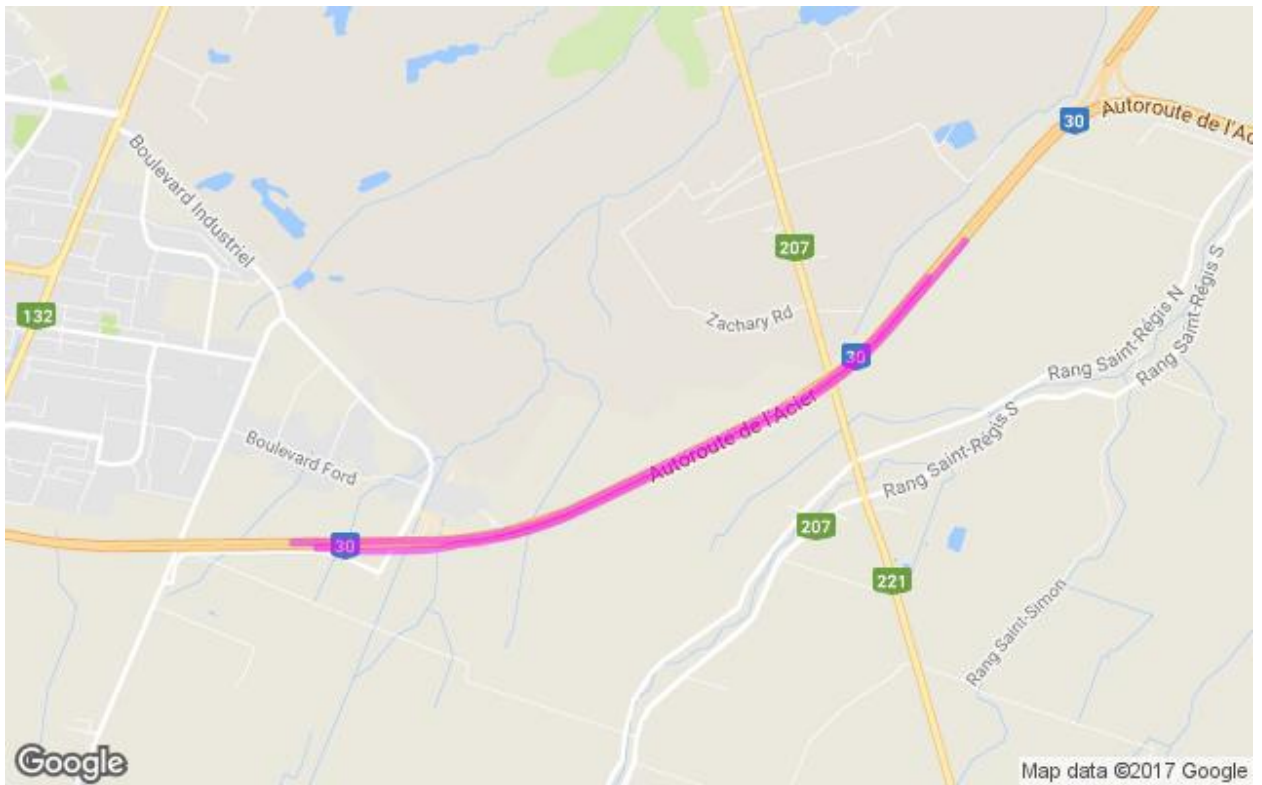 30
Autoroute de l'Ac
Boulevard Industriel
207
132
Zachary Rd
Rang Saint-Régis N
Rang Saint-Régis S
30
Autoroute de l'Acier
Rang Saint-Régis S
Boulevard Ford
207
30
221
Rang Saint-Simon
Google
Map data ©2017 Google